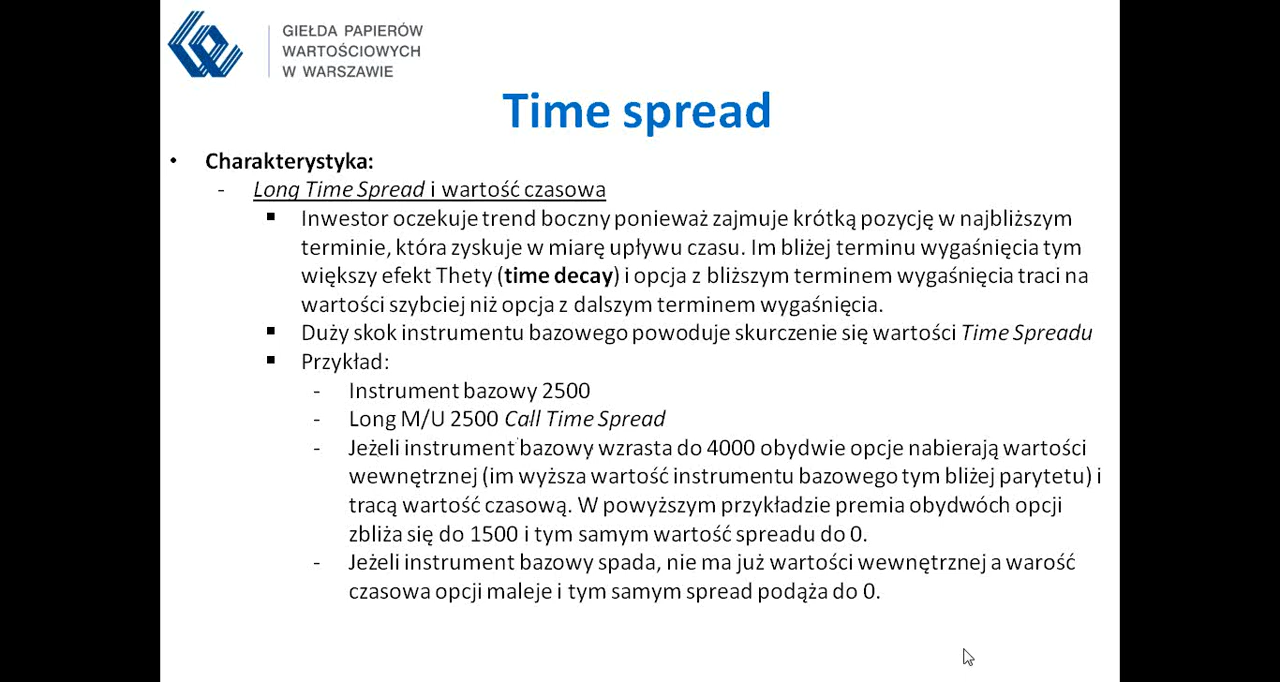 GIEŁDA PAPIERÓW
WARTOŚCIOWYCH
W WARSZAWIE
Time spread
• Charakterystyka:
- Long Time Spread i wartość czasowa
▪ Inwestor oczekuje trend boczny ponieważ zajmuje krótką pozycję w najbliższym
terminie, która zyskuje w miarę upływu czasu. Im bliżej terminu wygaśnięcia tym
większy efekt Thety (time decay) i opcja z bliższym terminem wygaśnięcia traci na
wartości szybciej niż opcja z dalszym terminem wygaśnięcia.
▪ Duży skok instrumentu bazowego powoduje skurczenie się wartości Time Spreadu
▪ Przykład:
- Instrument bazowy 2500
- Long M/U 2500 Call Time Spread
- Jeżeli instrument bazowy wzrasta do 4000 obydwie opcje nabierają wartości
wewnętrznej (im wyższa wartość instrumentu bazowego tym bliżej parytetu) i
tracą wartość czasową. W powyższym przykładzie premia obydwóch opcji
zbliża się do 1500 i tym samym wartość spreadu do 0.
- Jeżeli instrument bazowy spada, nie ma już wartości wewnętrznej a warość
czasowa opcji maleje i tym samym spread podąża do 0.